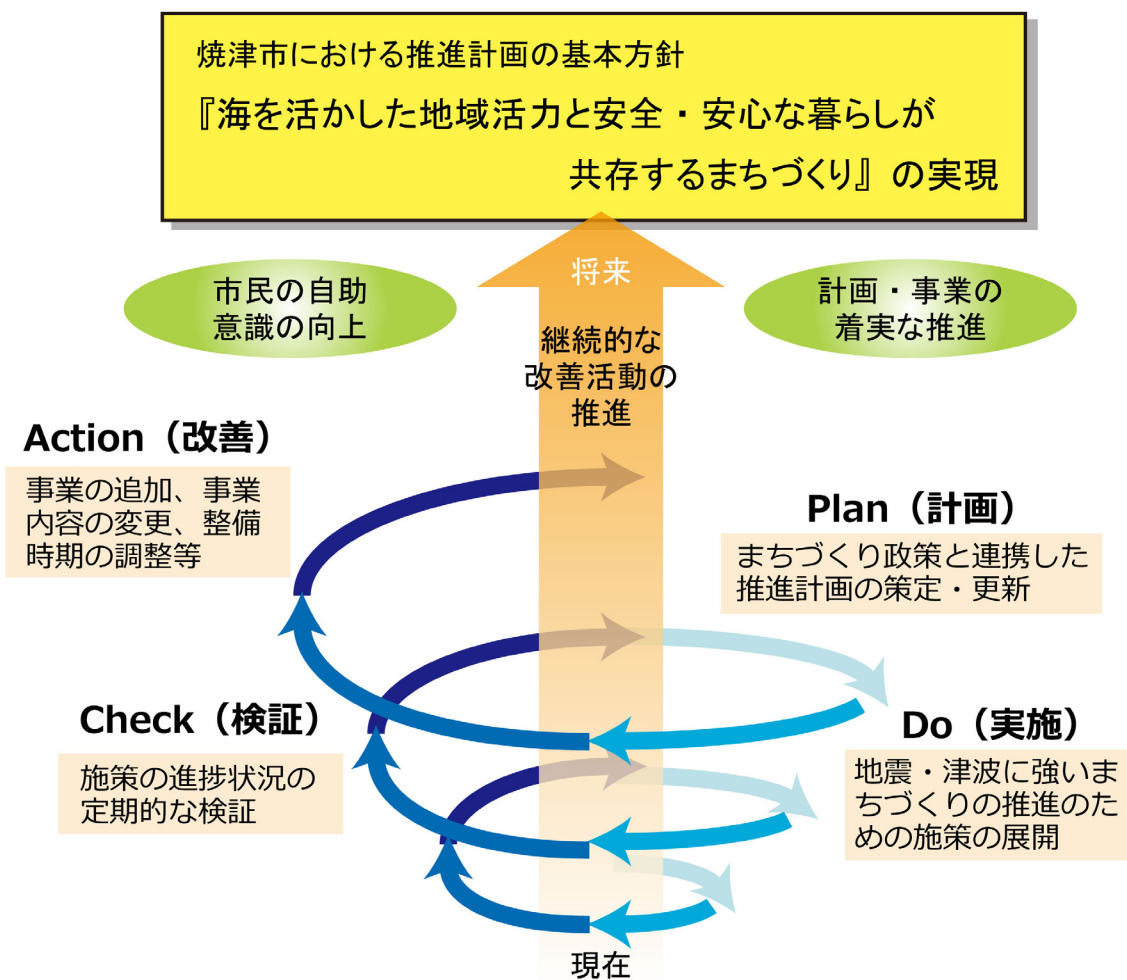 焼津市における推進計画の基本方針
『海を活かした地域活力と安全・安心な暮らしが
共存するまちづくり』の実現
将来
市民の自助
意識の向上
計画・事業の
着実な推進
継続的な
改善活動の
推進
Action（改善）
事業の追加、事業
内容の変更、整備
時期の調整等
Plan（計画）
まちづくり政策と連携した
推進計画の策定・更新
Check（検証）
施策の進捗状況の
定期的な検証
Do（実施）
地震・津波に強いま
ちづくりの推進のた
めの施策の展開
現在